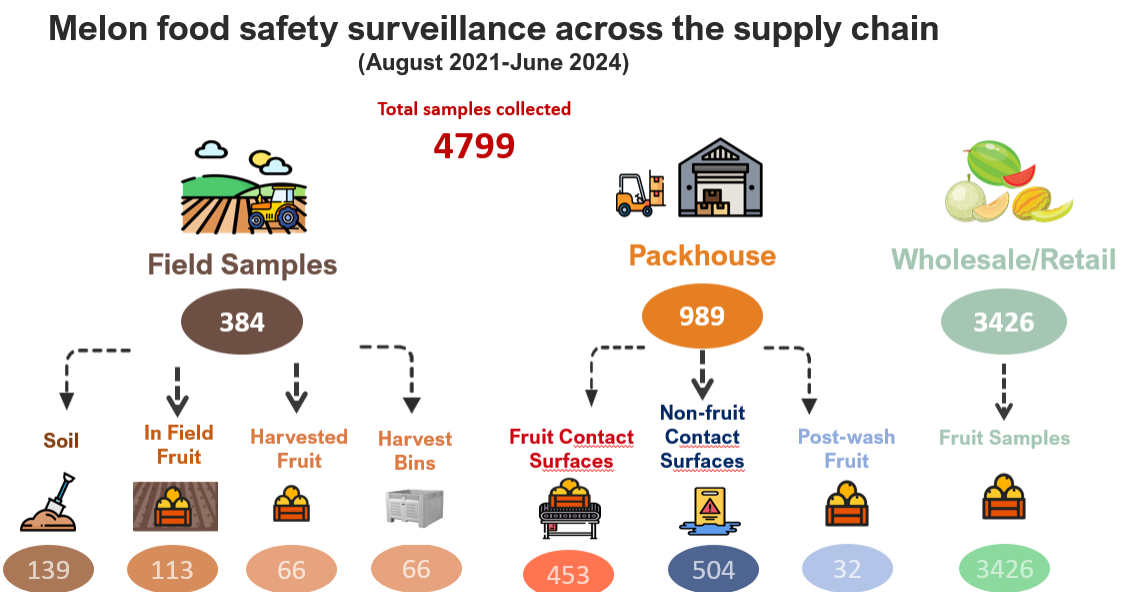 Melon food safety surveillance across the supply chain
(August 2021-June 2024)
Total samples collected
4799
Field Samples
384
Packhouse
989
Wholesale/Retail
3426
Soil
139
In Field
Fruit
113
Harvested
Fruit
66
Harvest
Bins
66
Fruit Contact
Surfaces
453
Non-fruit
Contact
Surfaces
504
Post-wash
Fruit
32
Fruit Samples
3426